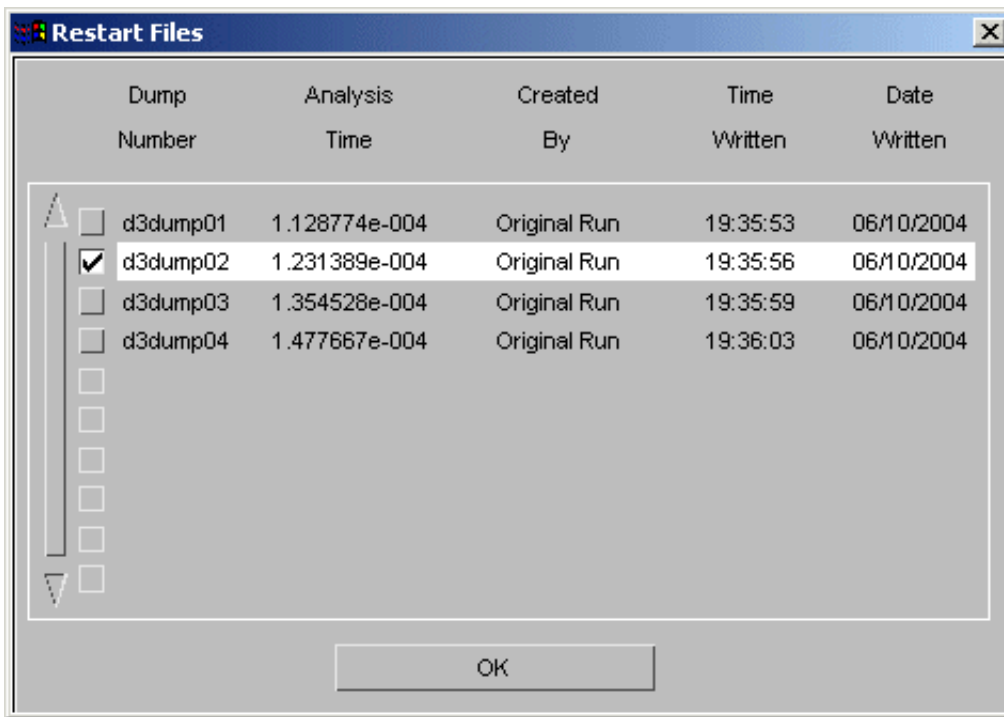 Restart Files
Dump Analysis Created Time Date
Number Time By Written Written
d3dump01 1.128774e-004 Original Run 19:35:53 06/10/2004
d3dump02 1.231389e-004 Original Run 19:35:56 06/10/2004
d3dump03 1.354528e-004 Original Run 19:35:59 06/10/2004
d3dump04 1.477667e-004 Original Run 19:36:03 06/10/2004
OK